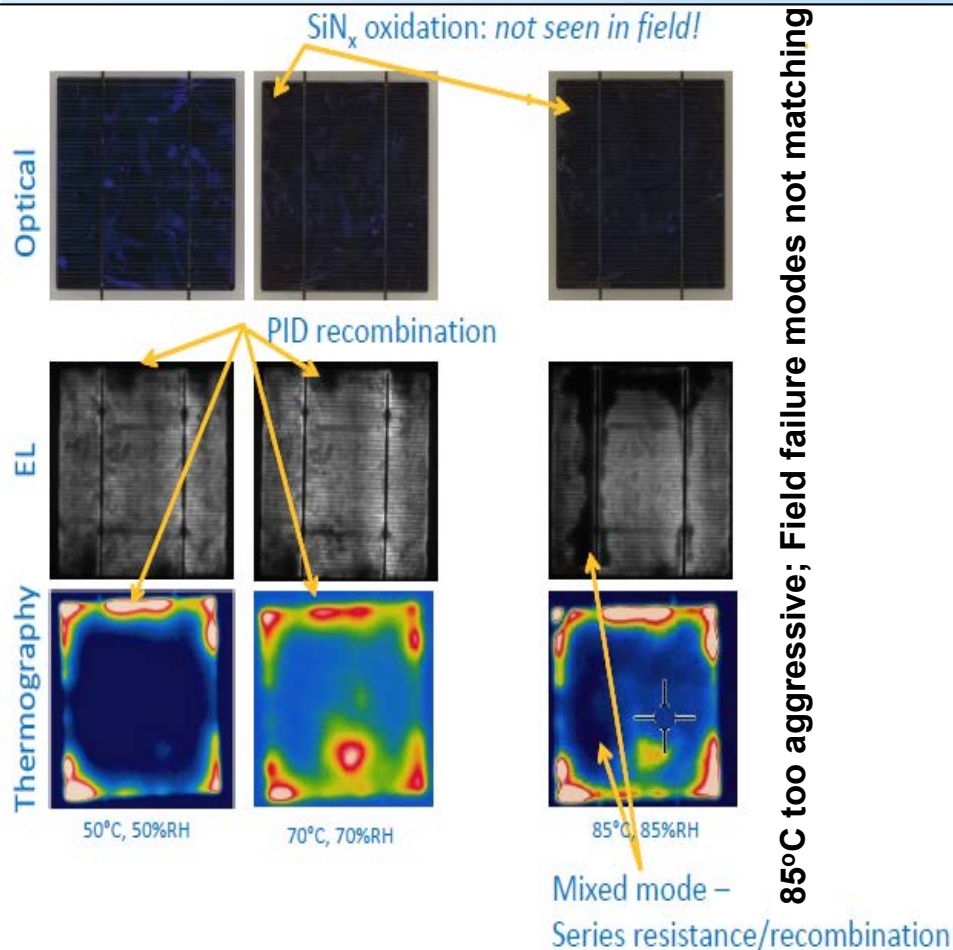 SiNₓ oxidation: not seen in field!
Optical
PID recombination
EL
Thermography
50°C, 50%RH
70°C, 70%RH
85°C, 85%RH
Mixed mode –
Series resistance/recombination
85ºC too aggressive; Field failure modes not matching